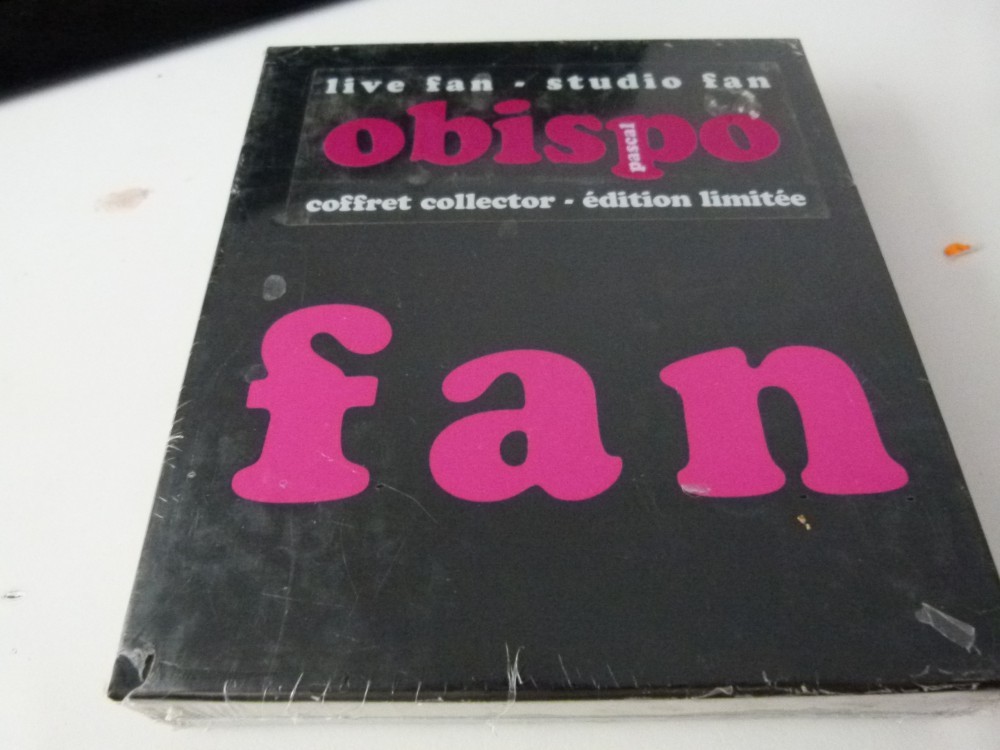 live fan - studio fan
obispo
pascal
coffret collector - édition limitée
fan